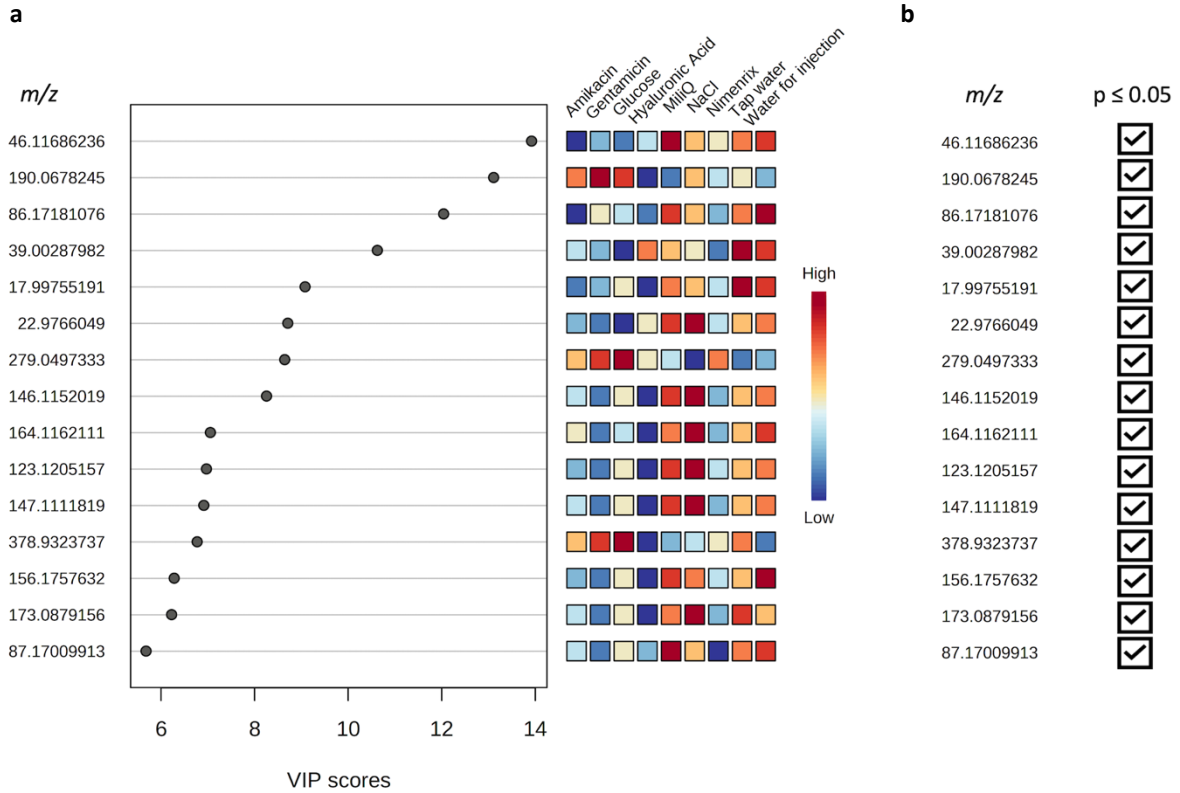 a
b
m/z
Amikacin
Gentamicin
Glucose
Hyaluronic Acid
MiliQ
NaCl
Nimenrix
Tap water
Water for injection
46.11686236
190.0678245
86.17181076
39.00287982
17.99755191
22.9766049
279.0497333
146.1152019
164.1162111
123.1205157
147.1111819
378.9323737
156.1757632
173.0879156
87.17009913
6 8 10 12 14
VIP scores
High
Low
m/z p ≤ 0.05
46.11686236
190.0678245
86.17181076
39.00287982
17.99755191
22.9766049
279.0497333
146.1152019
164.1162111
123.1205157
147.1111819
378.9323737
156.1757632
173.0879156
87.17009913